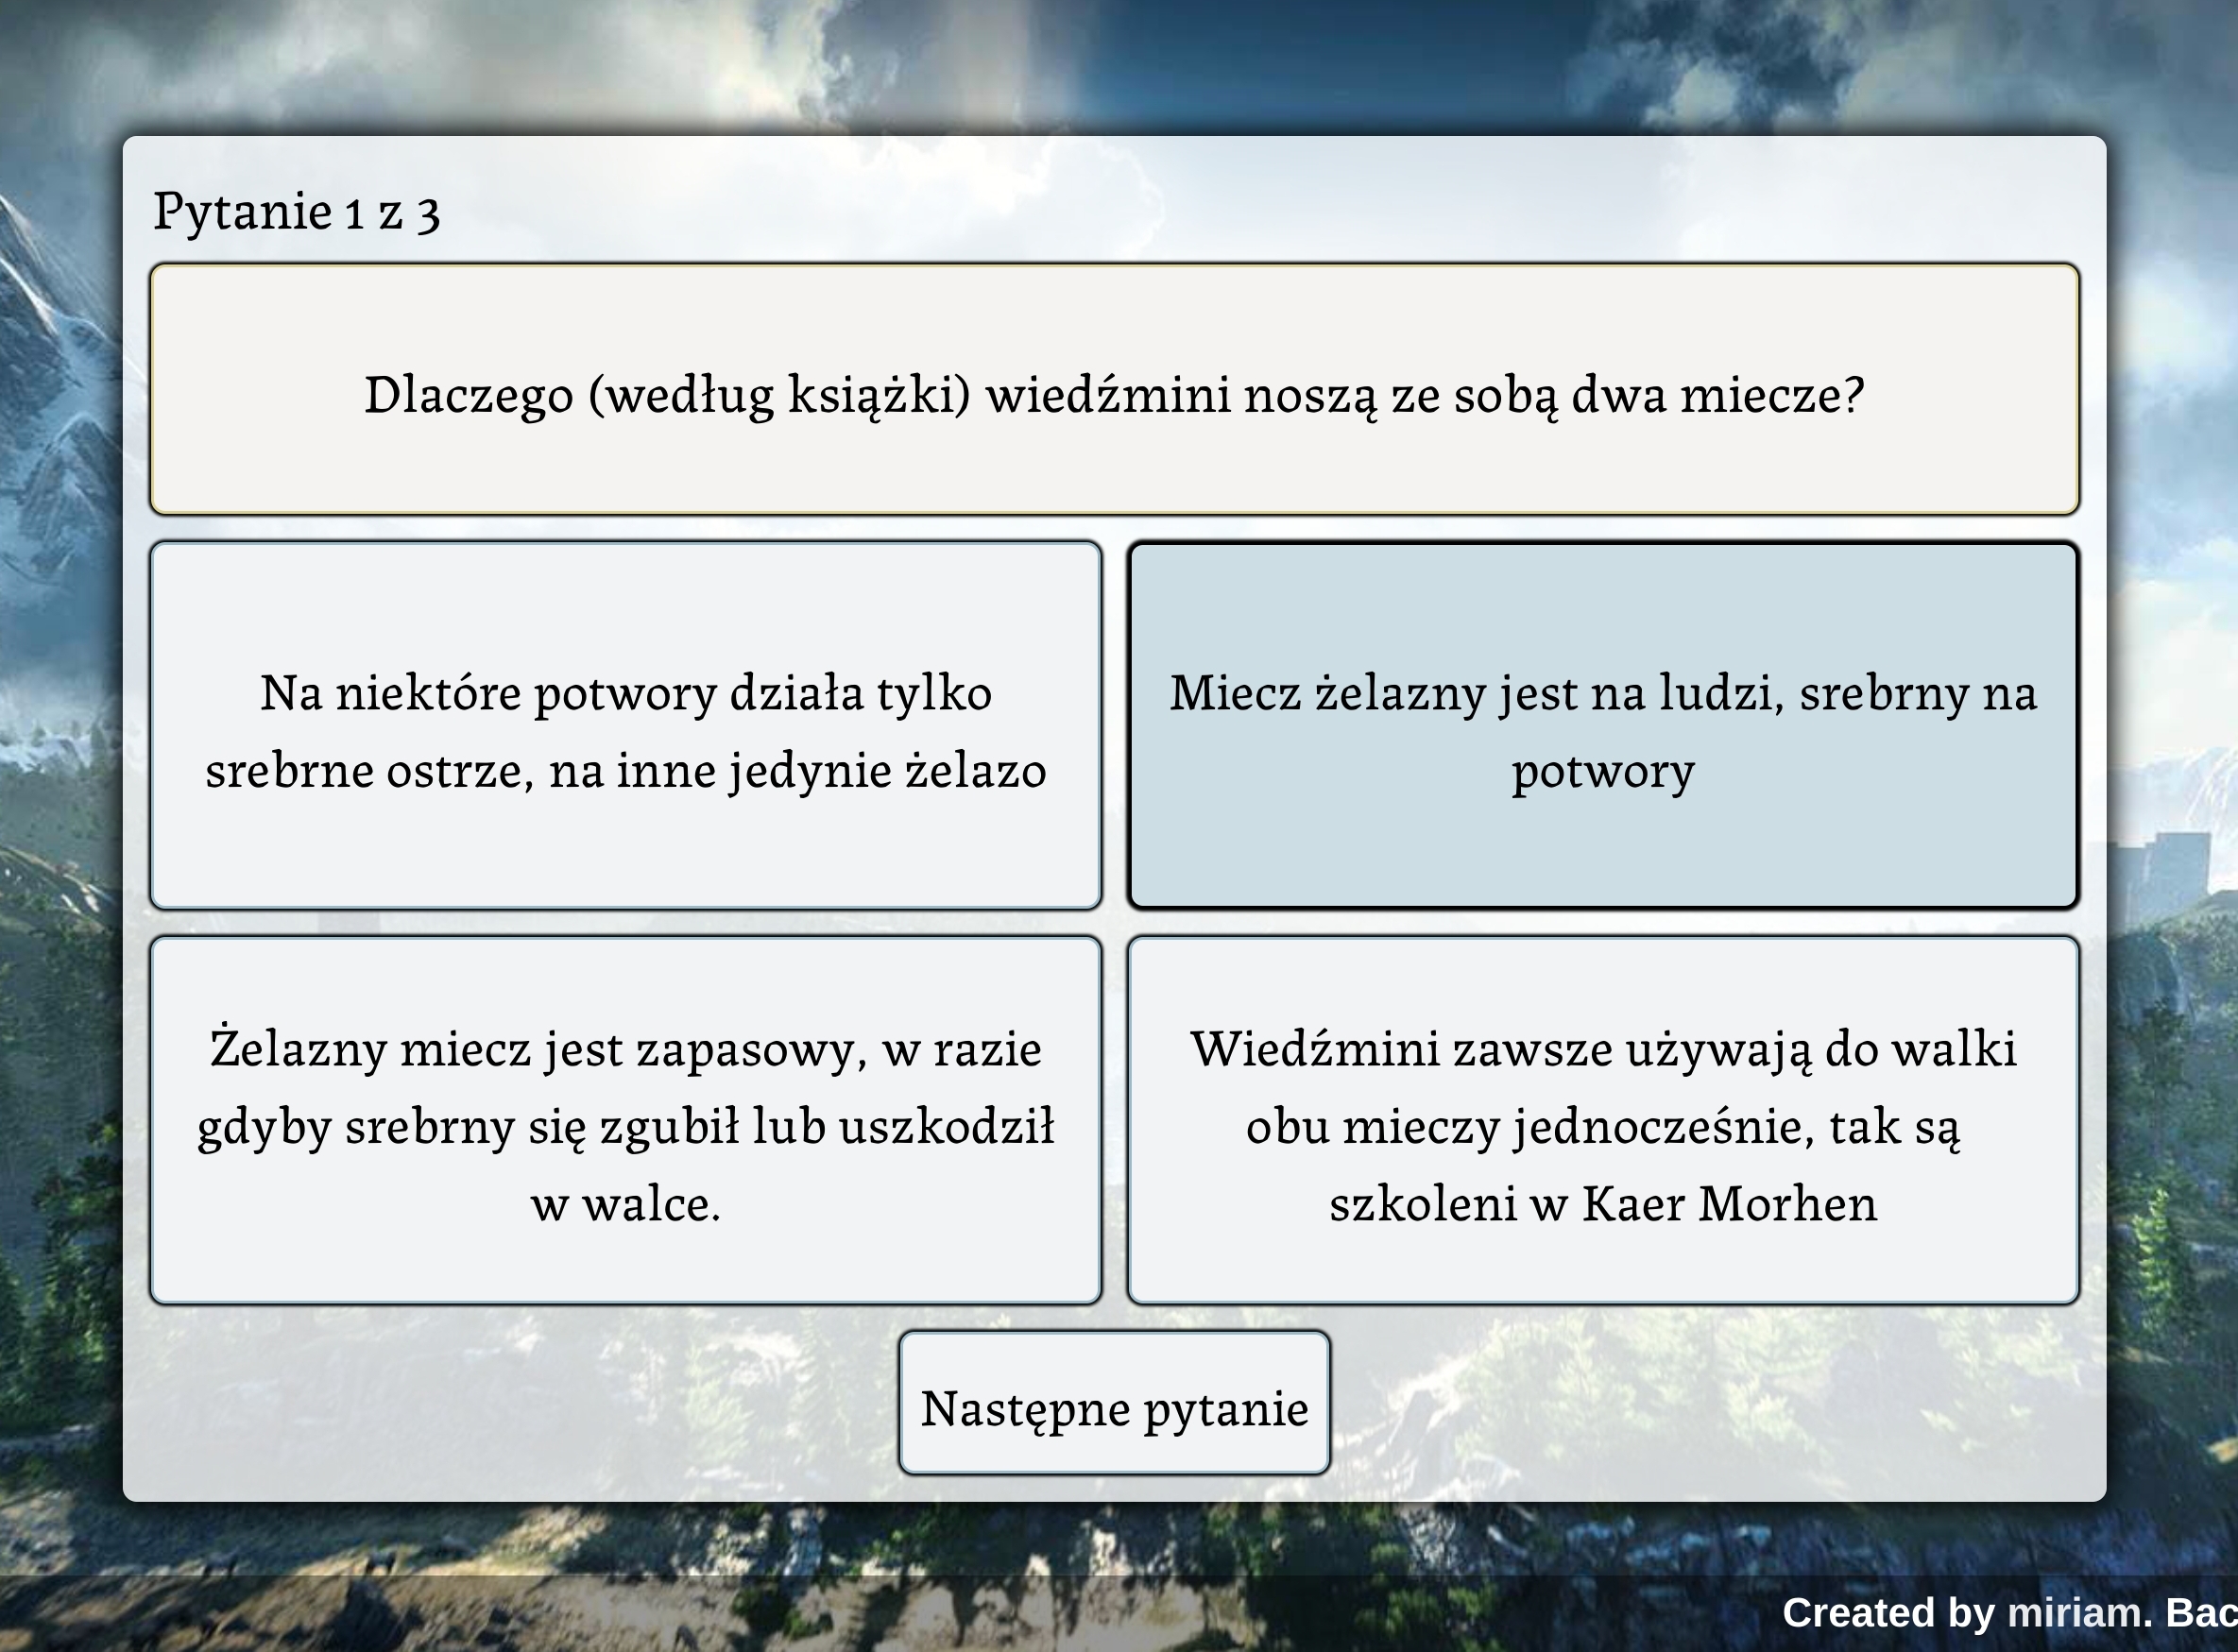 Pytanie 1 z 3
Dlaczego (według książki) wiedźmini noszą ze sobą dwa miecze?
Na niektóre potwory działa tylko
srebrne ostrze, na inne jedynie żelazo
Miecz żelazny jest na ludzi, srebrny na
potwory
Żelazny miecz jest zapasowy, w razie
gdyby srebrny się zgubił lub uszkodził
w walce.
Wiedźmini zawsze używają do walki
obu mieczy jednocześnie, tak są
szkoleni w Kaer Morhen
Następne pytanie
Created by miriam. Bac